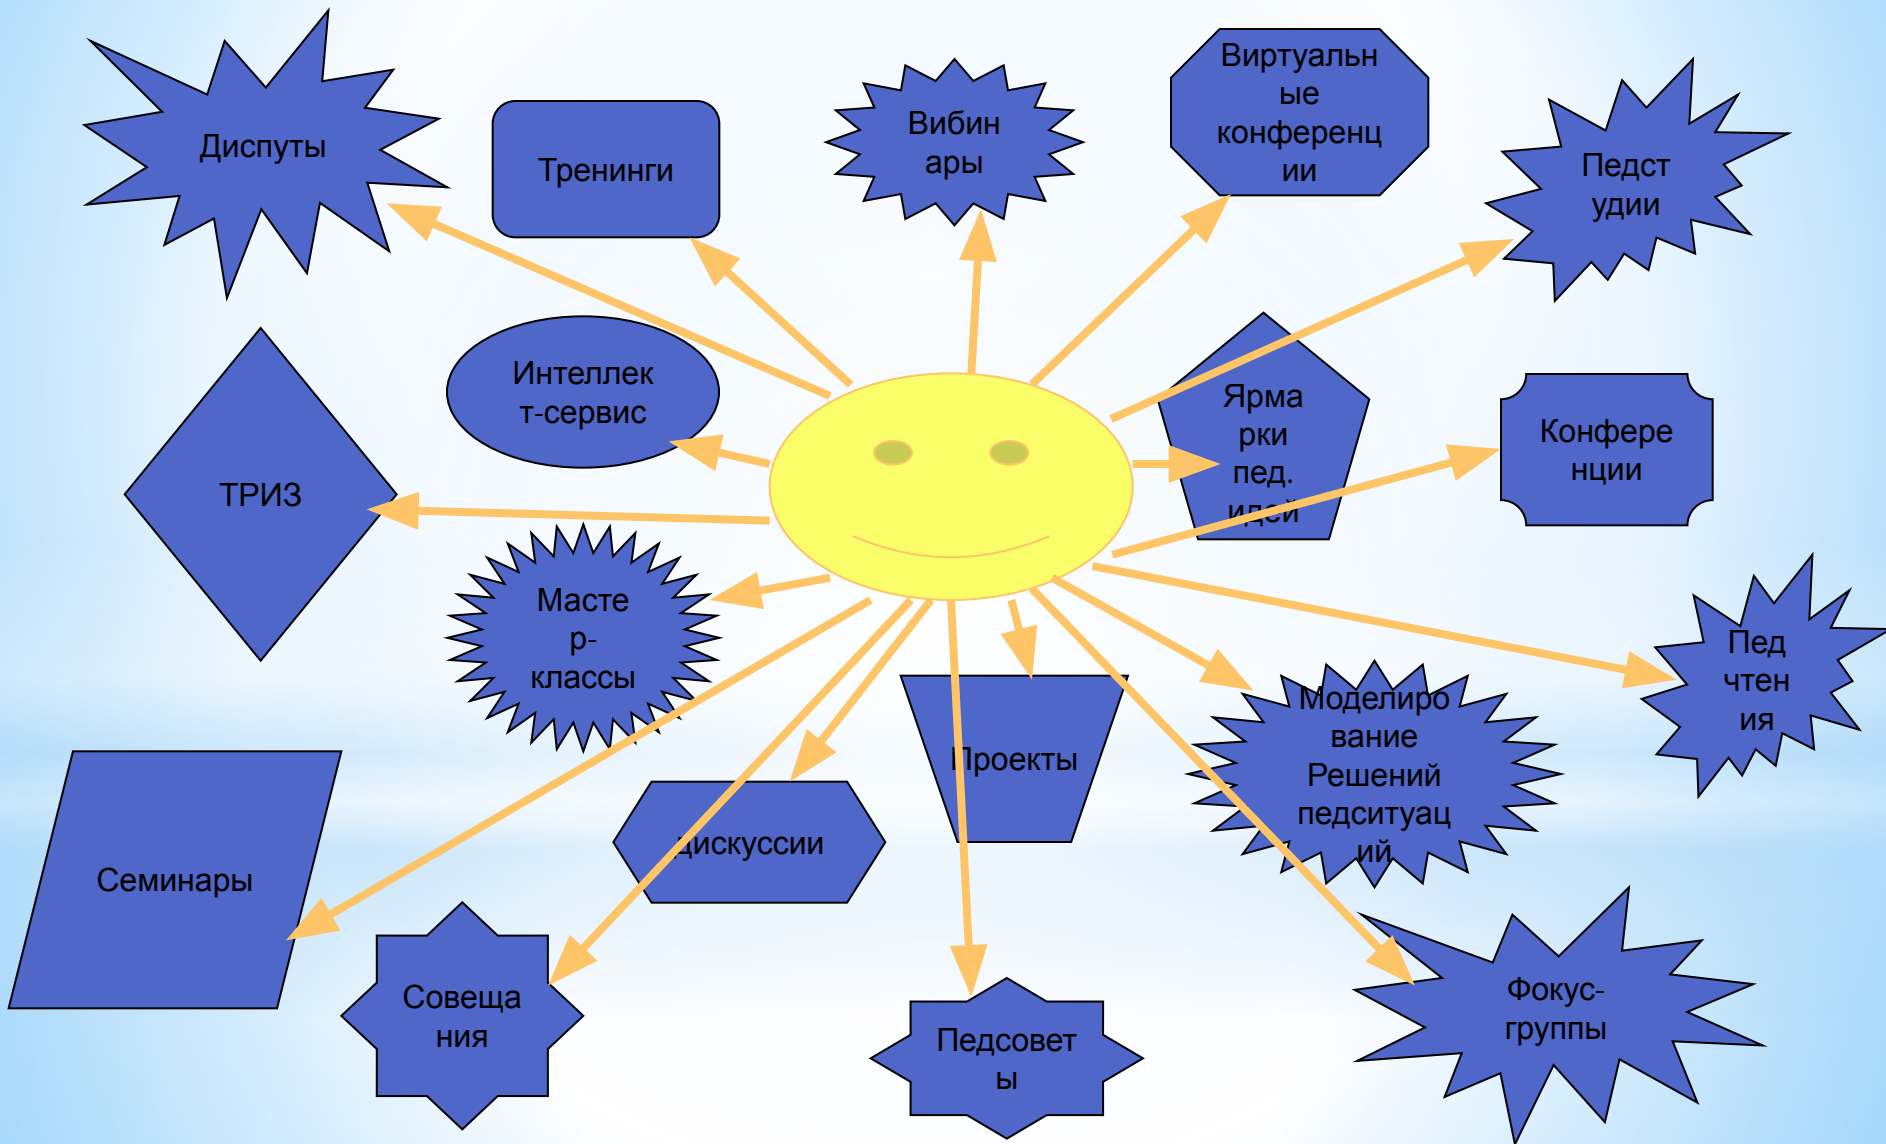 Диспуты
Тренинги
Вибин
ары
Виртуальн
ые
конференц
ии
Педст
удии
Интеллек
т-сервис
Ярма
рки
пед.
идей
Конфере
нции
ТРИЗ
Масте
р-
классы
Пед
чтен
ия
Моделиро
вание
Решений
педситуац
ий
Проекты
дискуссии
Семинары
Совеща
ния
Педсовет
ы
Фокус-
группы